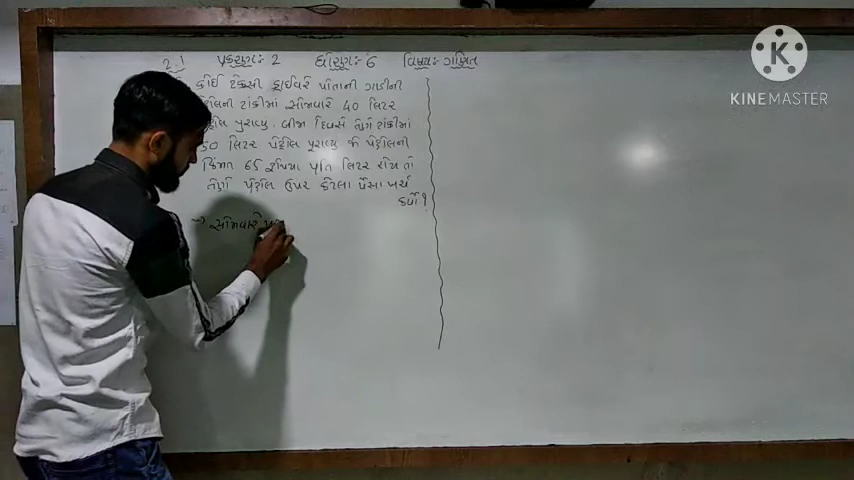 2.1 પ્રકરણ: 2 ધોરણ: 6 વિષય: ગણિત
કોઈ ટેક્સી ડ્રાઈવરે પોતાની ગાડીની
ટાંકીમાં સોમવારે 40 લિટર
પેટ્રોલ પુરાવ્યુ. બીજા દિવસે તેણે ટાંકીમાં
50 લિટર પેટ્રોલ પુરાવ્યુ જો પેટ્રોલની
કિંમત 65 રૂપિયા પ્રતિ લિટર હોય તો
તેણે પેટ્રોલ ઉપર કેટલા પૈસા ખર્ચ
કર્યો?
→ સોમવારે
KINEMASTER